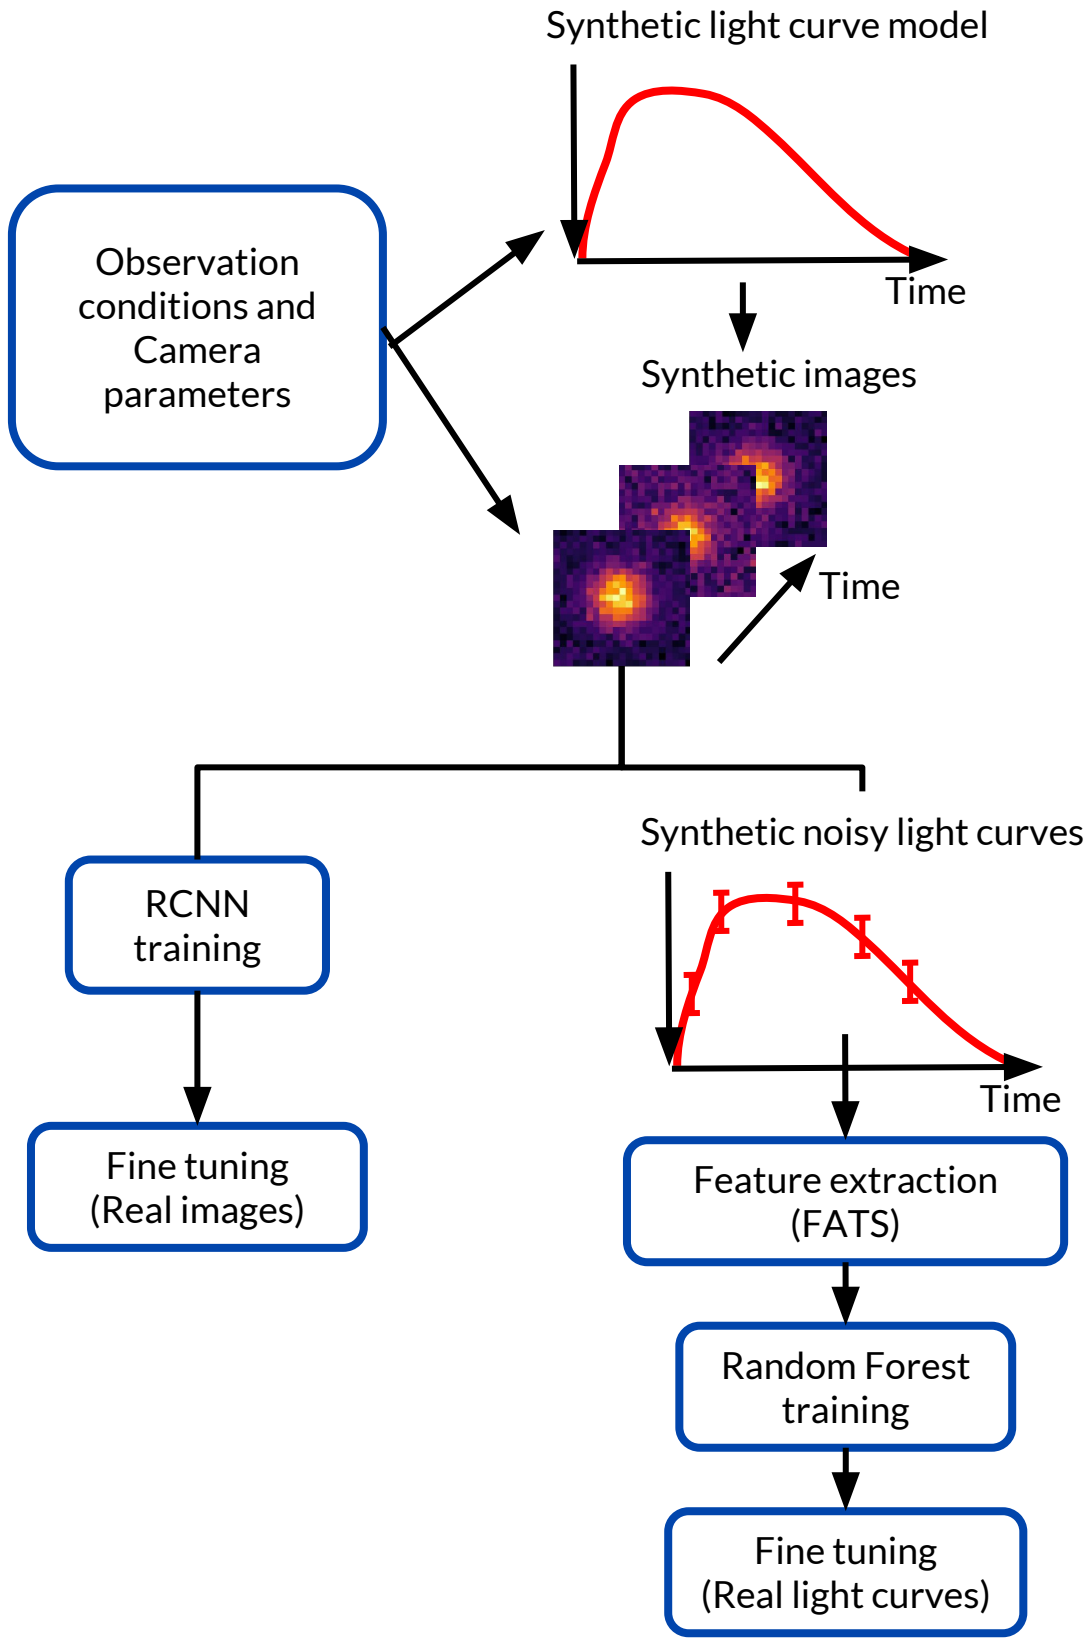 Synthetic light curve model
Observation
conditions and
Camera
parameters
Time
Synthetic images
Time
Synthetic noisy light curves
RCNN
training
Time
Fine tuning
(Real images)
Feature extraction
(FATS)
Random Forest
training
Fine tuning
(Real light curves)